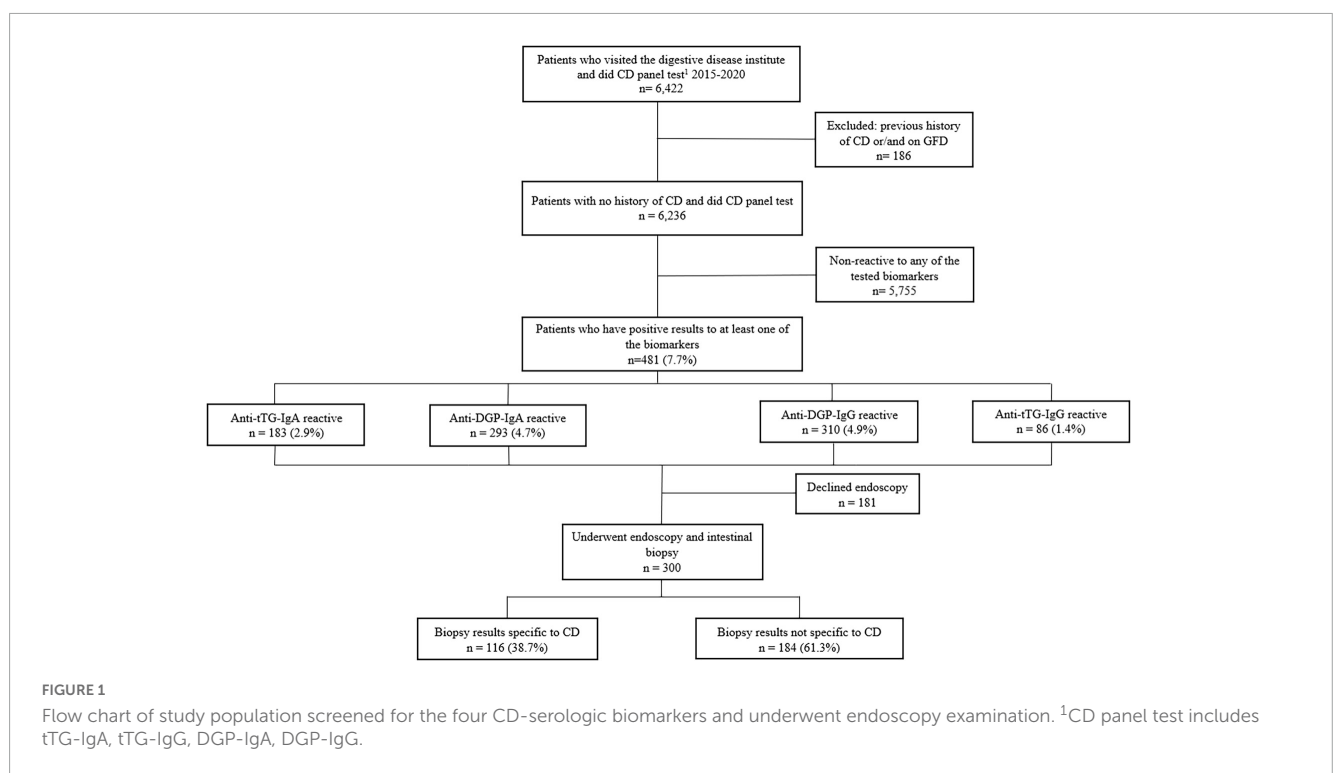 Patients who visited the digestive disease institute
and did CD panel test¹ 2015-2020
n= 6,422
Excluded: previous history
of CD or/and on GFD
n= 186
Patients with no history of CD and did CD panel test
n = 6,236
Non-reactive to any of the
tested biomarkers
n= 5,755
Patients who have positive results to at least one of
the biomarkers
n=481 (7.7%)
Anti-tTG-IgA reactive
n = 183 (2.9%)
Anti-DGP-IgA reactive
n = 293 (4.7%)
Anti-DGP-IgG reactive
n = 310 (4.9%)
Anti-tTG-IgG reactive
n = 86 (1.4%)
Declined endoscopy
n = 181
Underwent endoscopy and intestinal
biopsy
n = 300
Biopsy results specific to CD
n = 116 (38.7%)
Biopsy results not specific to CD
n = 184 (61.3%)
FIGURE 1
Flow chart of study population screened for the four CD-serologic biomarkers and underwent endoscopy examination. ¹CD panel test includes
tTG-IgA, tTG-IgG, DGP-IgA, DGP-IgG.